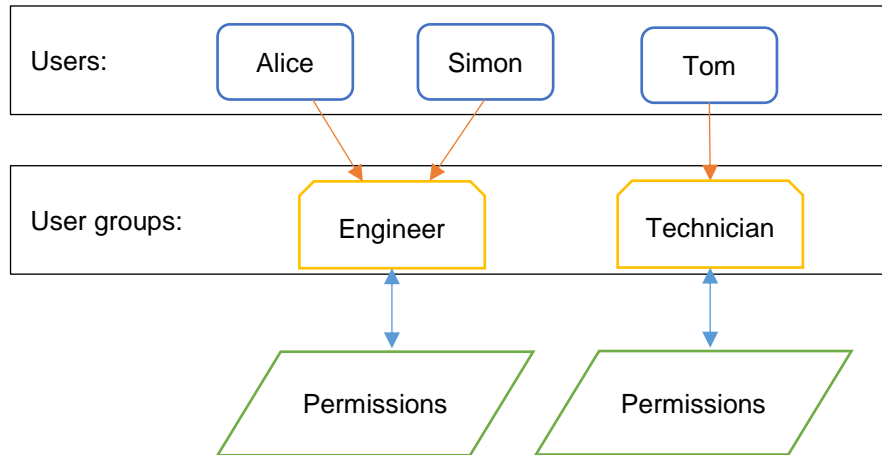 Users:
Alice
Simon
Tom
User groups:
Engineer
Technician
Permissions
Permissions